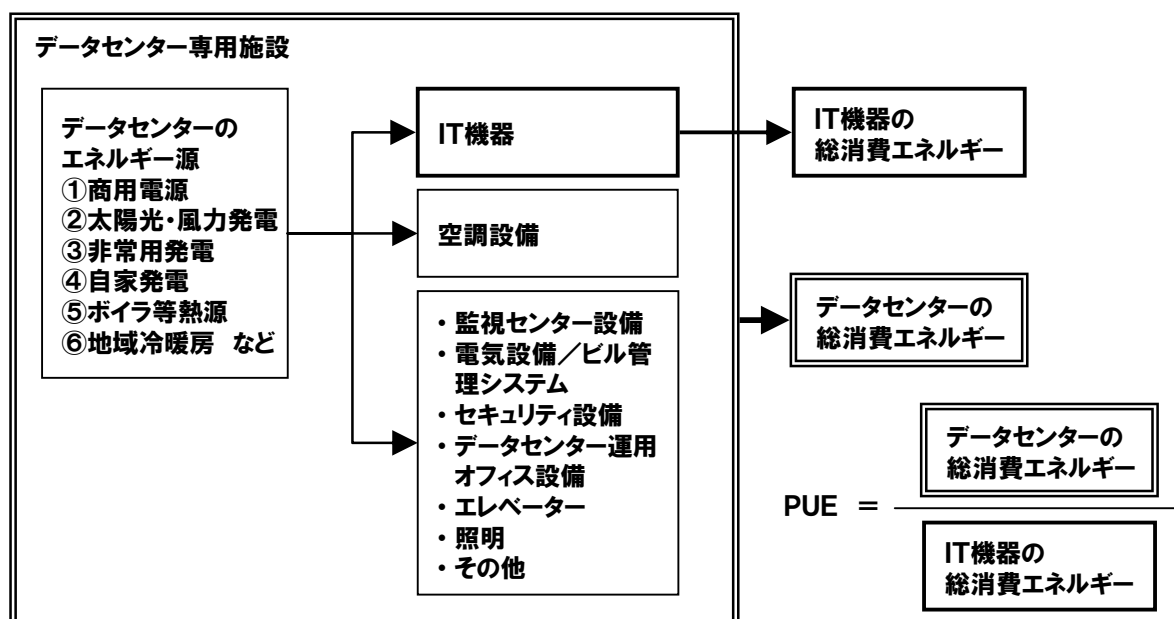 データセンター専用施設
データセンターの
エネルギー源
①商用電源
②太陽光・風力発電
③非常用発電
④自家発電
⑤ボイラ等熱源
⑥地域冷暖房 など
IT機器
空調設備
・監視センター設備
・電気設備／ビル管
理システム
・セキュリティ設備
・データセンター運用
オフィス設備
・エレベーター
・照明
・その他
IT機器の
総消費エネルギー
データセンターの
総消費エネルギー
データセンターの
総消費エネルギー
PUE ＝
IT機器の
総消費エネルギー